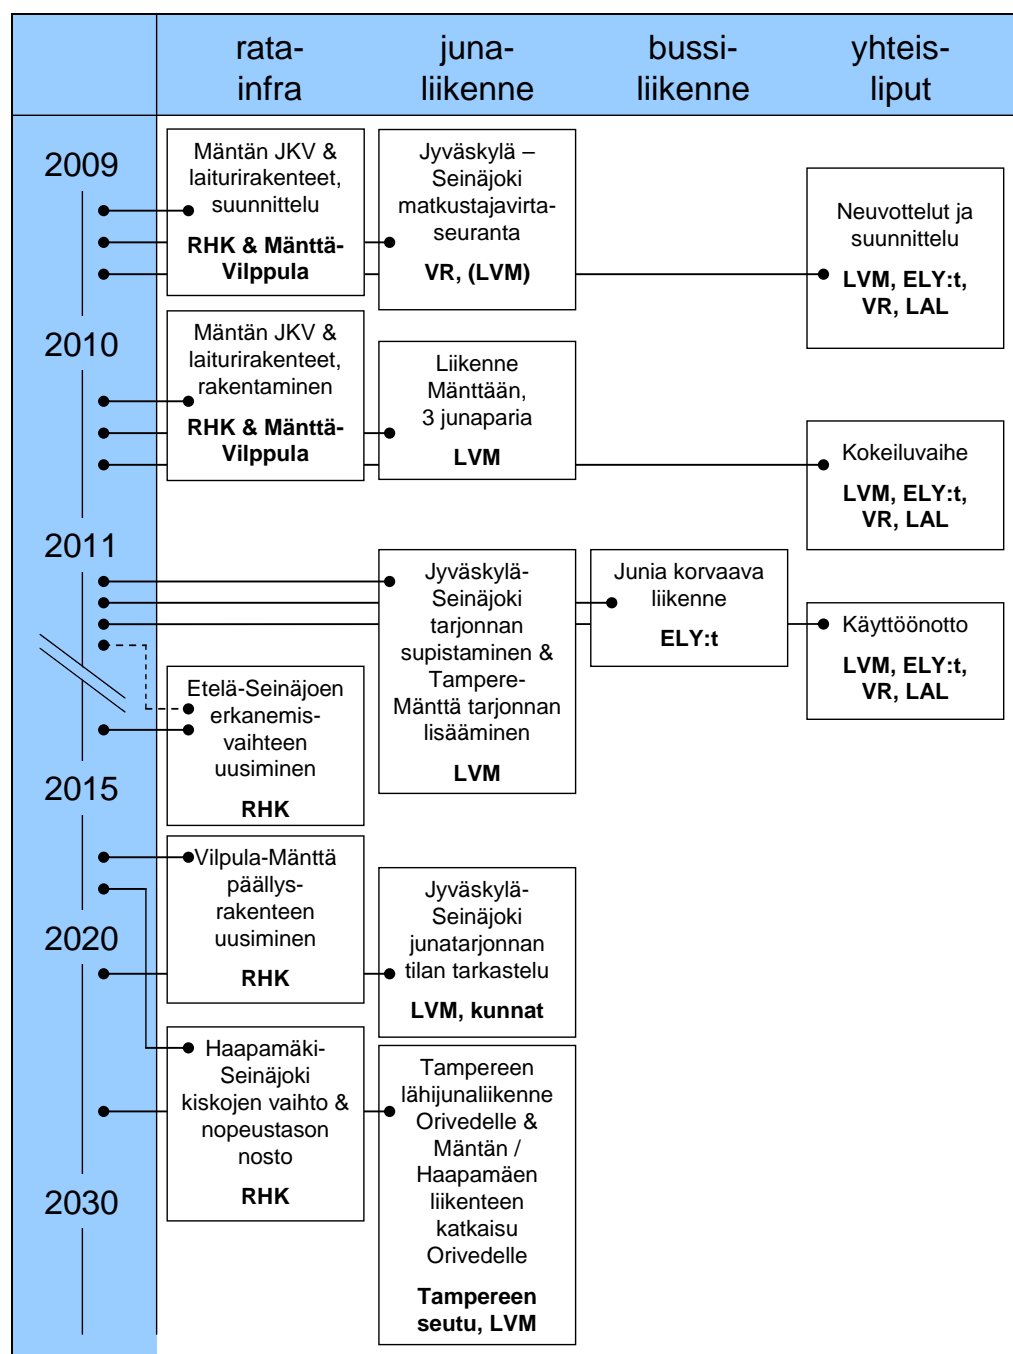 rata-
infra
juna-
liikenne
bussi-
liikenne
yhteis-
liput
2009
Mäntän JKV &
laiturirakenteet,
suunnittelu
RHK & Mänttä-
Vilppula
Jyväskylä –
Seinäjoki
matkustajavirta-
seuranta
VR, (LVM)
Neuvottelut ja
suunnittelu
LVM, ELY:t,
VR, LAL
2010
Mäntän JKV &
laiturirakenteet,
rakentaminen
RHK & Mänttä-
Vilppula
Liikenne
Mänttään,
3 junaparia
LVM
Kokeiluvaihe
LVM, ELY:t,
VR, LAL
2011
Jyväskylä-
Seinäjoki
tarjonnan
supistaminen &
Tampere-
Mänttä tarjonnan
lisääminen
LVM
Junia korvaava
liikenne
ELY:t
Käyttöönotto
LVM, ELY:t,
VR, LAL
Etelä-Seinäjoen
erkanemis-
vaihteen
uusiminen
RHK
2015
Vilpula-Mänttä
päällys-
rakenteen
uusiminen
RHK
Jyväskylä-
Seinäjoki
junatarjonnan
tilan tarkastelu
LVM, kunnat
2020
Haapamäki-
Seinäjoki
kiskojen vaihto &
nopeustason
nosto
RHK
Tampereen
lähijunaliikenne
Orivedelle &
Mäntän /
Haapamäen
liikenteen
katkaisu
Orivedelle
Tampereen
seutu, LVM
2030